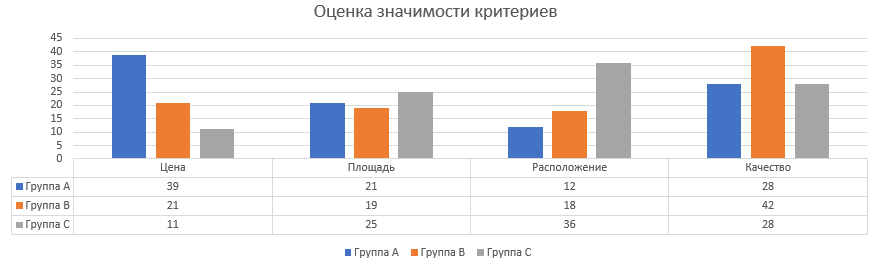 Оценка значимости критериев
45
40
35
30
25
20
15
10
5
0
Цена Площадь Расположение Качество
Группа A 39 21 12 28
Группа B 21 19 18 42
Группа C 11 25 36 28
Группа A Группа B Группа C